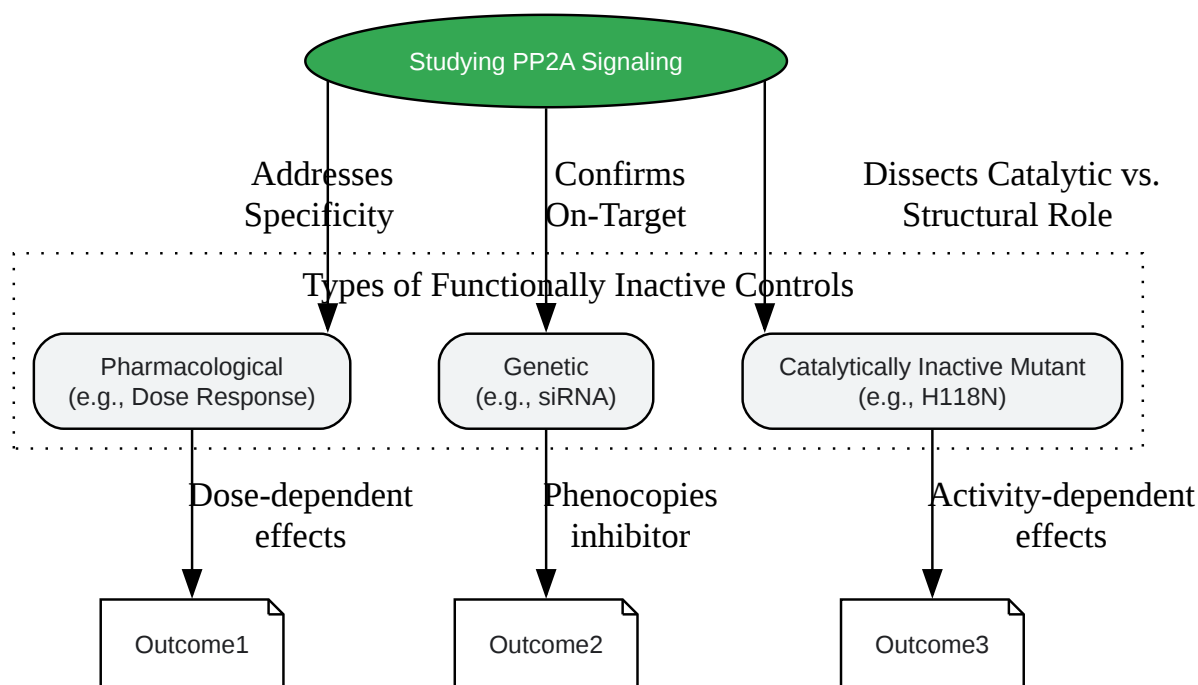 Studying PP2A Signaling
Addresses
Specificity
Confirms
On-Target
Dissects Catalytic vs.
Structural Role
Types of Functionally Inactive Controls
Pharmacological
(e.g., Dose Response)
Genetic
(e.g., siRNA)
Catalytically Inactive Mutant
(e.g., H118N)
Dose-dependent
effects
Phenocopies
inhibitor
Activity-dependent
effects
Outcome1
Outcome2
Outcome3